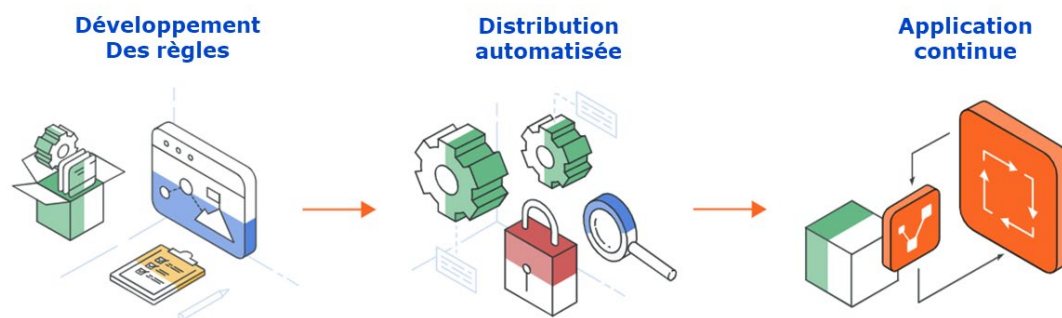 Développement
Des règles
Distribution
automatisée
Application
continue